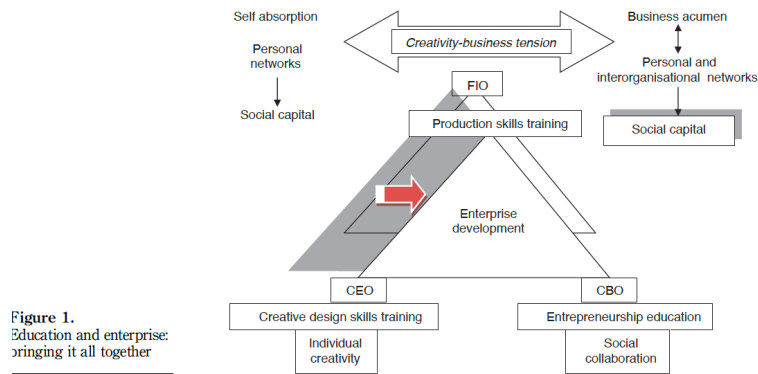 Self absorption
Business acumen
Creativity-business tension
Personal
networks
Personal and
interorganisational networks
FIO
Social capital
Production skills training
Social capital
Enterprise
development
CEO
CBO
Creative design skills training
Entrepreneurship education
Individual
creativity
Social
collaboration
Figure 1.
Education and enterprise:
bringing it all together